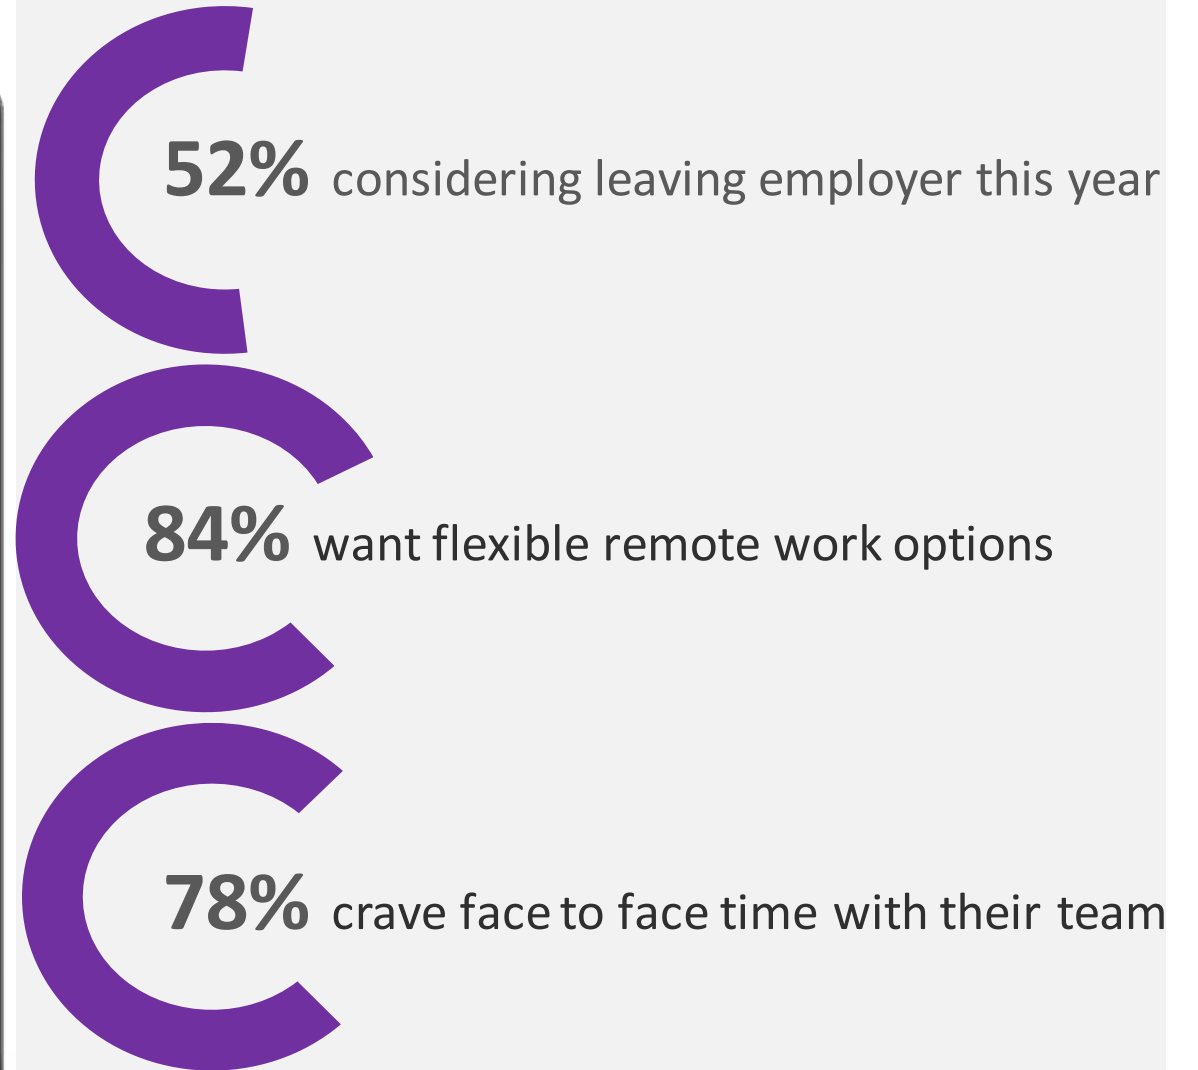 52% considering leaving employer this year
84% want flexible remote work options
78% crave face to face time with their team